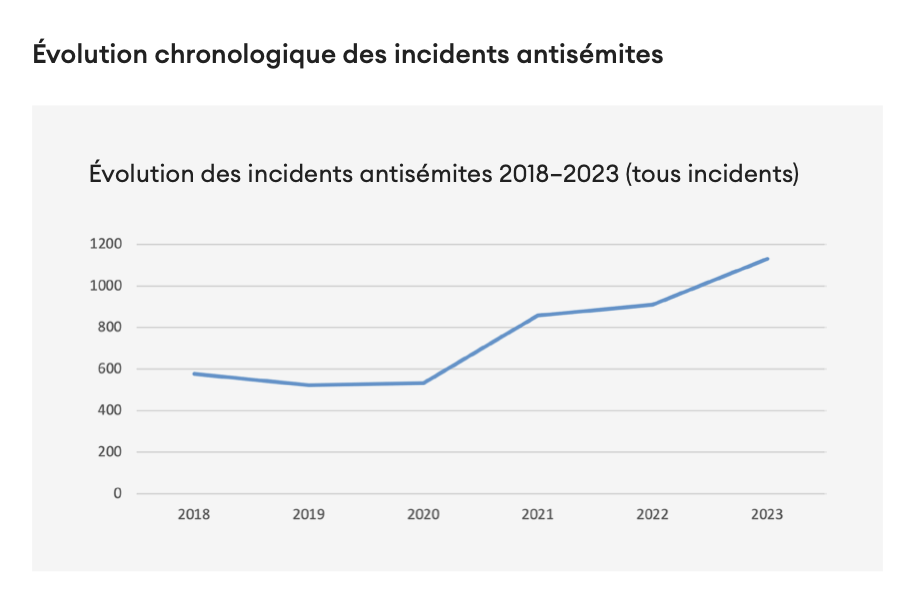 Évolution chronologique des incidents antisémites
Évolution des incidents antisémites 2018–2023 (tous incidents)
1200
1000
800
600
400
200
0
2018 2019 2020 2021 2022 2023